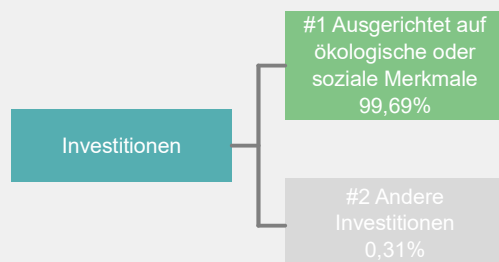 #1 Ausgerichtet auf
ökologische oder
soziale Merkmale
99,69%
Investitionen
#2 Andere
Investitionen
0,31%